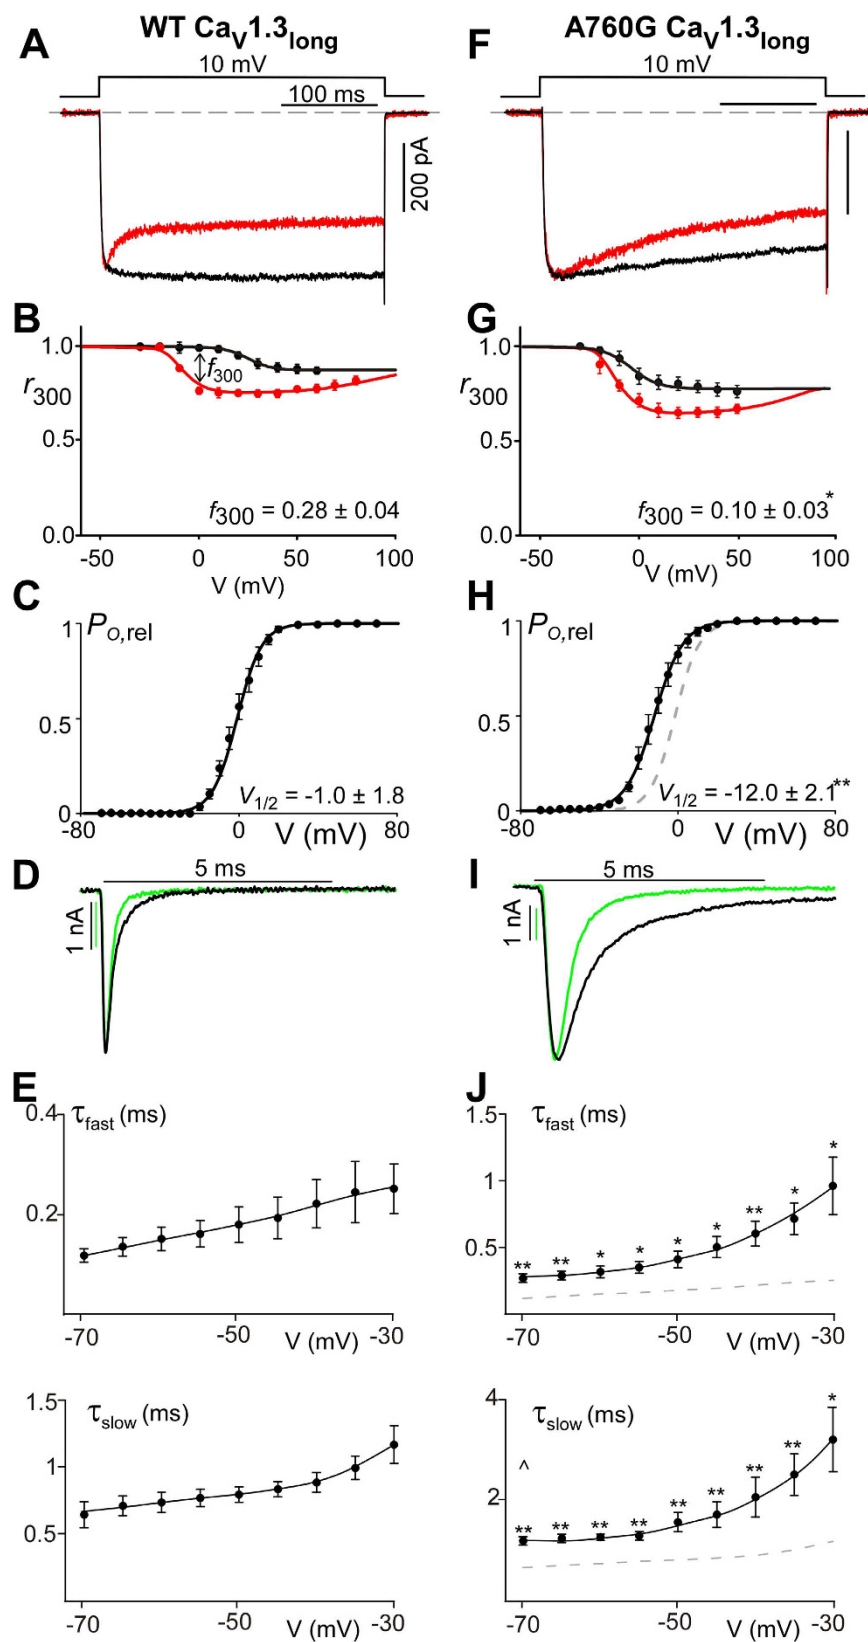 A WT CaV1.3long
10 mV
100 ms
200 pA
B
1.0
r300
0.5
0.0
f300
f300 = 0.28 ± 0.04
-50 0 50 100
V (mV)
C
1
PO,rel
0.5
0
V1/2 = -1.0 ± 1.8
-80 0 80
V (mV)
D
5 ms
1 nA
E
0.4
τfast (ms)
0.2
-70 -50 -30
V (mV)
1.5
τslow (ms)
1
0.5
-70 -50 -30
V (mV)
F A760G CaV1.3long
10 mV
G
1.0
r300
0.5
0.0
f300 = 0.10 ± 0.03*
-50 0 50 100
V (mV)
H
1
PO,rel
0.5
0
V1/2 = -12.0 ± 2.1**
-80 0 80
V (mV)
I
5 ms
1 nA
J
1.5
τfast (ms)
1
0.5
** ** * * * * ** * *
-70 -50 -30
V (mV)
4
τslow (ms)
2
^
** ** ** ** ** ** ** ** *
-70 -50 -30
V (mV)